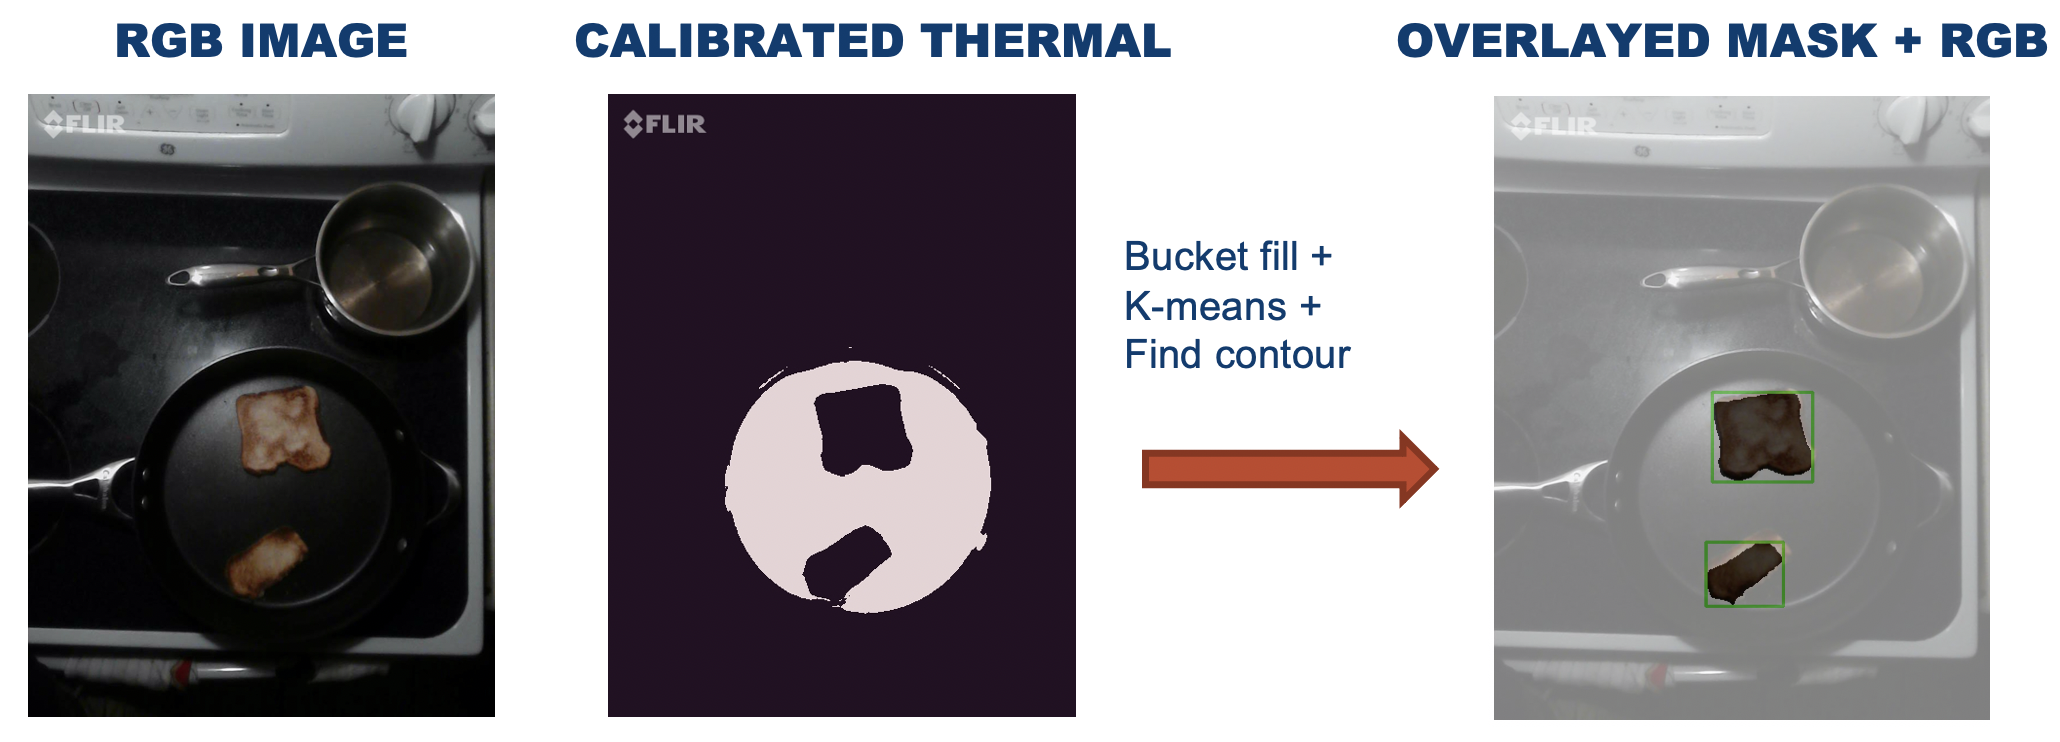 RGB IMAGE
CALIBRATED THERMAL
OVERLAYED MASK + RGB
FLIR
FLIR
FLIR
Bucket fill +
K-means +
Find contour